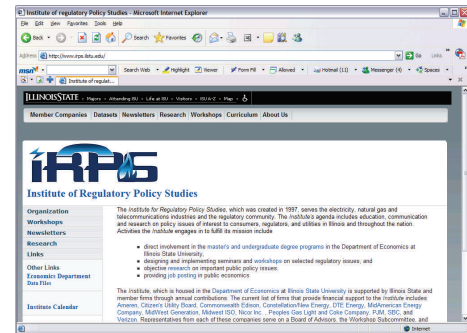 Institute of regulatory Policy Studies - Microsoft Internet Explorer
File Edit View Favorites Tools Help
Back Search Favorites
Address http://www.irps.ilstu.edu/ Go Links
msn Search Web Highlight Viewer Form Fill Allowed Hotmail (11) Messenger (4) Spaces
Institute of regulat...
ILLINOIS STATE Majors Attending ISU Life at ISU Visitors ISU A-Z Map
Member Companies Datasets Newsletters Research Workshops Curriculum About Us
iRPS
Institute of Regulatory Policy Studies
Organization
Workshops
Newsletters
Research
Links
Other Links
Economics Department
Data Files
Institute Calendar
The Institute for Regulatory Policy Studies, which was created in 1997, serves the electricity, natural gas and
telecommunications industries and the regulatory community. The Institute's agenda includes education, communication
and research on policy issues of interest to consumers, regulators, and utilities in Illinois and throughout the nation.
Activities the Institute engages in to fulfill its mission include
direct involvement in the master's and undergraduate degree programs in the Department of Economics at
Illinois State University,
designing and implementing seminars and workshops on selected regulatory issues; and
objective research on important public policy issues.
providing job posting in public economics
The Institute, which is housed in the Department of Economics at Illinois State University is supported by Illinois State and
member firms through annual contributions. The current list of firms that provide financial support to the Institute includes:
Ameren, Citizen's Utility Board, Commonwealth Edison, Constellation/New Energy, DTE Energy, MidAmerican Energy
Company, MidWest Generation, Midwest ISO, Nicor Inc., Peoples Gas Light and Coke Company, PJM, SBC, and
Verizon. Representatives from each of these companies serve on a Board of Advisors, the Workshop Subcommittee, and
Internet